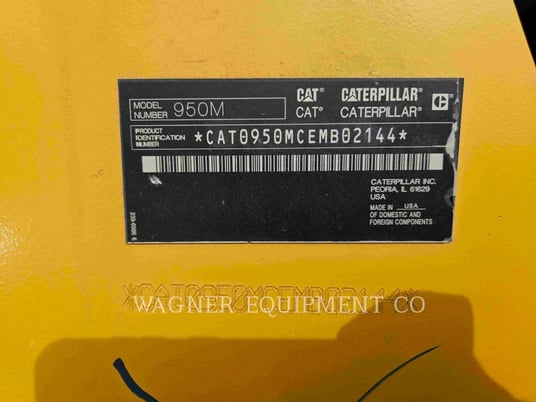 MODEL NUMBER 950M
CAT® CATERPILLAR® C®
CAT® CATERPILLAR®
PRODUCT IDENTIFICATION NUMBER *CAT0950MCEMB02144*
CATERPILLAR INC.
PEORIA, IL 61629
USA
MADE IN USA
OF DOMESTIC AND
FOREIGN COMPONENTS
*CAT0950MCEMB02144*
WAGNER EQUIPMENT CO